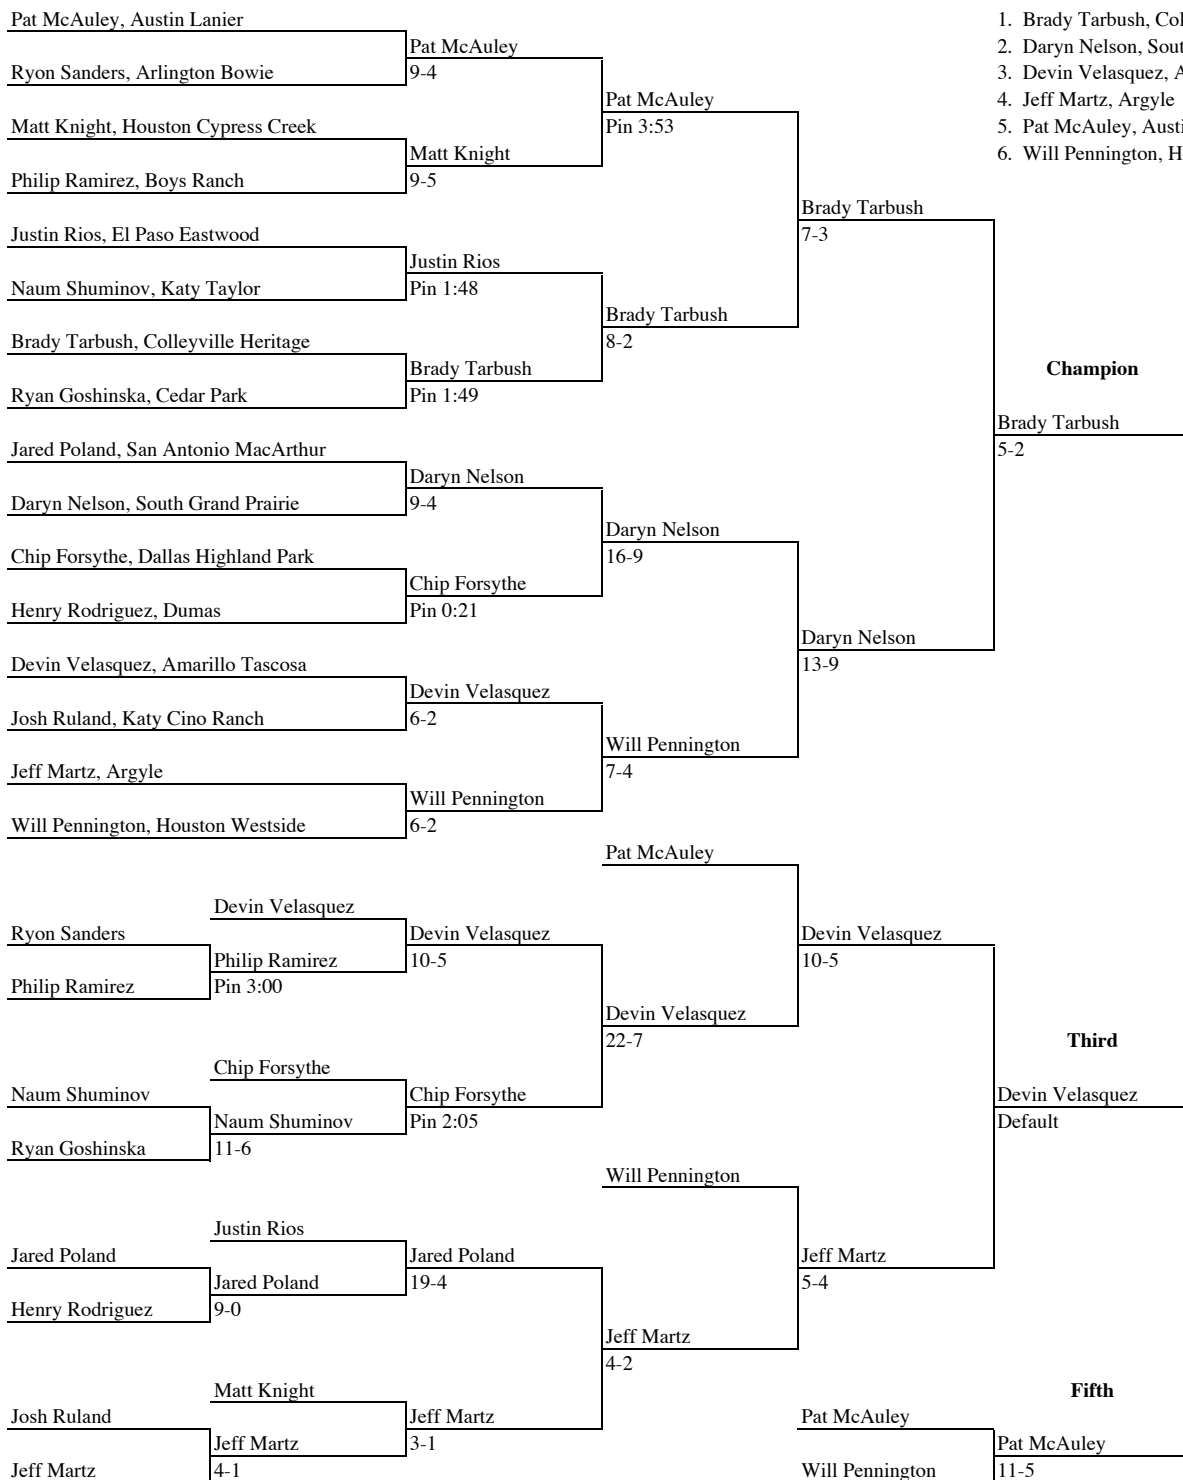 Pat McAuley, Austin Lanier
Pat McAuley
Ryon Sanders, Arlington Bowie
9-4
Pat McAuley
Matt Knight, Houston Cypress Creek
Pin 3:53
Matt Knight
Philip Ramirez, Boys Ranch
9-5
1. Brady Tarbush, Col
2. Daryn Nelson, Sout
3. Devin Velasquez, A
4. Jeff Martz, Argyle
5. Pat McAuley, Austi
6. Will Pennington, H
Brady Tarbush
Justin Rios, El Paso Eastwood
7-3
Justin Rios
Naum Shuminov, Katy Taylor
Pin 1:48
Brady Tarbush
Brady Tarbush, Colleyville Heritage
8-2
Brady Tarbush
Champion
Ryan Goshinska, Cedar Park
Pin 1:49
Brady Tarbush
Jared Poland, San Antonio MacArthur
5-2
Daryn Nelson
Daryn Nelson, South Grand Prairie
9-4
Daryn Nelson
Chip Forsythe, Dallas Highland Park
16-9
Chip Forsythe
Henry Rodriguez, Dumas
Pin 0:21
Daryn Nelson
Devin Velasquez, Amarillo Tascosa
13-9
Devin Velasquez
Josh Ruland, Katy Cino Ranch
6-2
Will Pennington
Jeff Martz, Argyle
7-4
Will Pennington
Will Pennington, Houston Westside
6-2
Pat McAuley
Devin Velasquez
Ryon Sanders
Devin Velasquez
Devin Velasquez
Philip Ramirez
10-5
10-5
Philip Ramirez
Pin 3:00
Devin Velasquez
22-7
Third
Chip Forsythe
Naum Shuminov
Chip Forsythe
Devin Velasquez
Naum Shuminov
Pin 2:05
Default
Ryan Goshinska
11-6
Will Pennington
Justin Rios
Jared Poland
Jared Poland
Jeff Martz
Jared Poland
19-4
5-4
Henry Rodriguez
9-0
Jeff Martz
4-2
Matt Knight
Fifth
Josh Ruland
Jeff Martz
Pat McAuley
Jeff Martz
3-1
Pat McAuley
Jeff Martz
4-1
Will Pennington
11-5